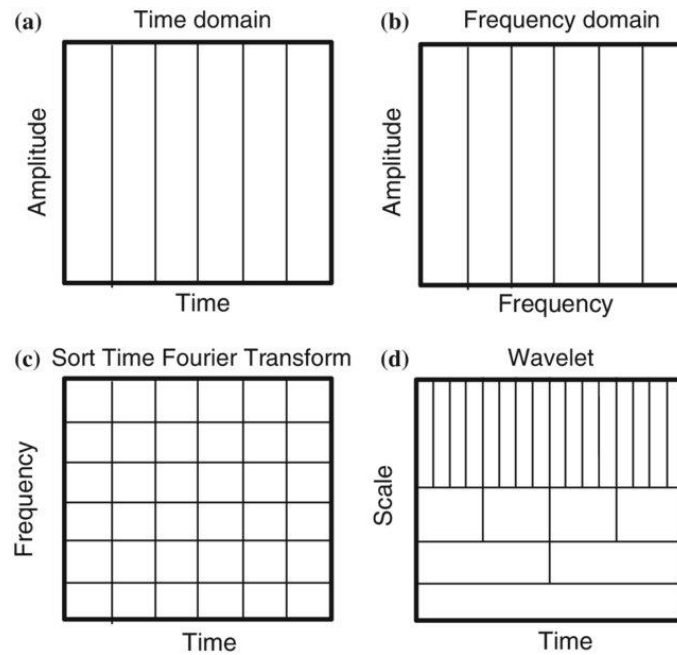 (a) Time domain
Amplitude
Time
(b) Frequency domain
Amplitude
Frequency
(c) Sort Time Fourier Transform
Frequency
Time
(d) Wavelet
Scale
Time